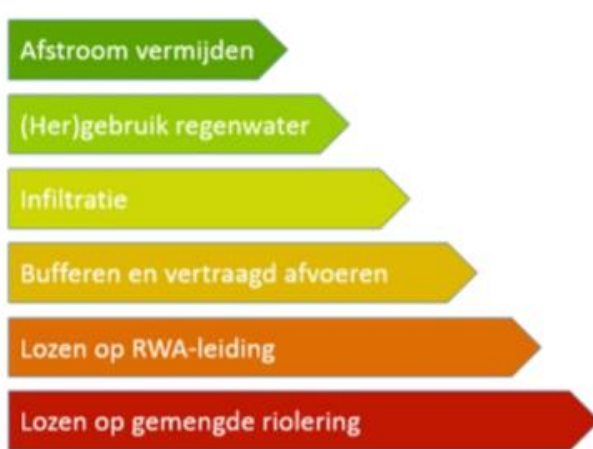 Afstroom vermijden
(Her)gebruik regenwater
Infiltratie
Bufferen en vertraagd afvoeren
Lozen op RWA-leiding
Lozen op gemengde riolering